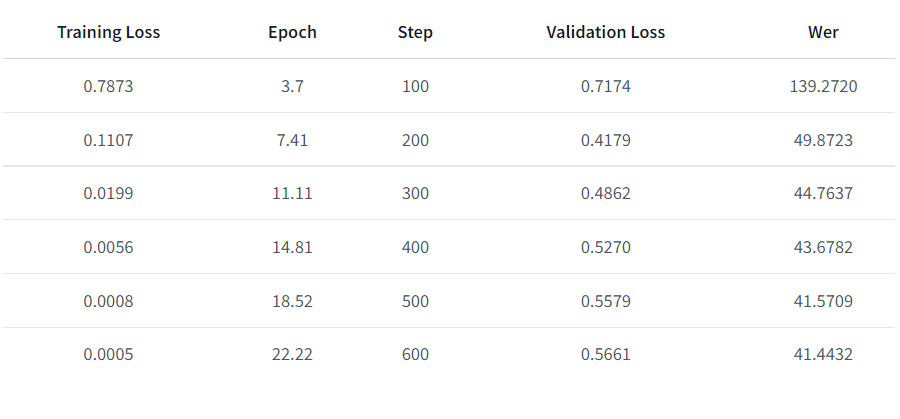 Training Loss Epoch Step Validation Loss Wer
0.7873 3.7 100 0.7174 139.2720
0.1107 7.41 200 0.4179 49.8723
0.0199 11.11 300 0.4862 44.7637
0.0056 14.81 400 0.5270 43.6782
0.0008 18.52 500 0.5579 41.5709
0.0005 22.22 600 0.5661 41.4432